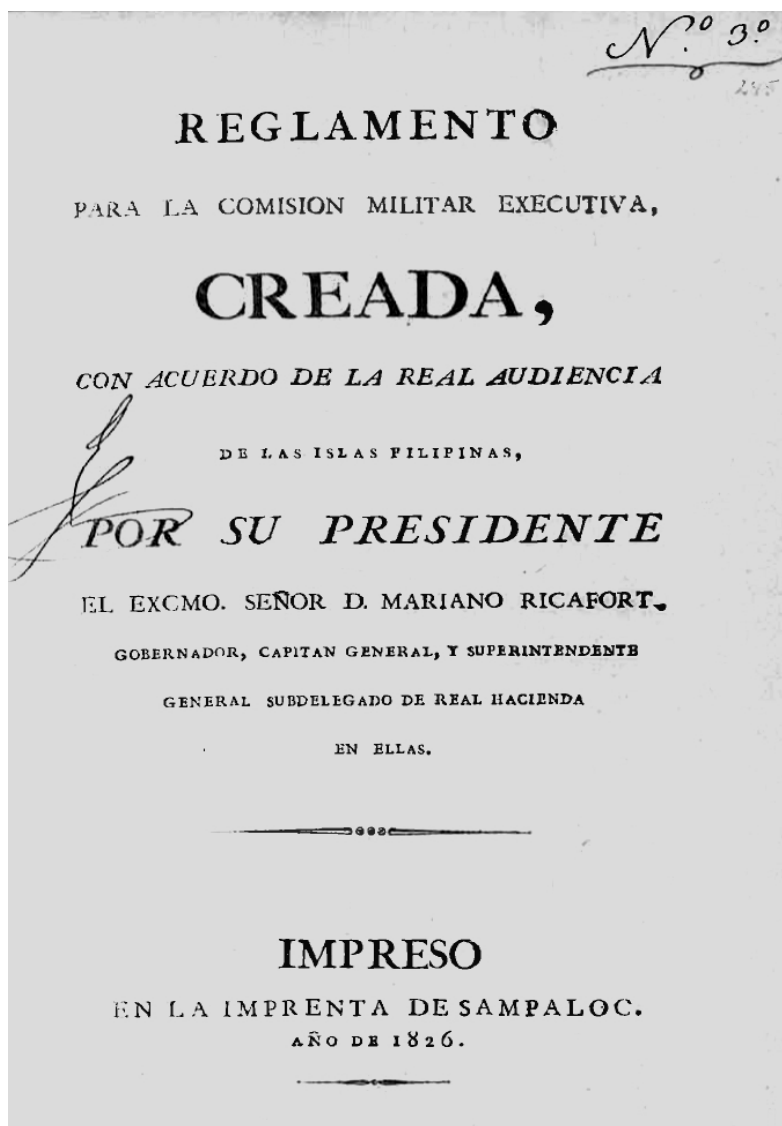 N.º 3.º
245
REGLAMENTO
PARA LA COMISION MILITAR EXECUTIVA,
CREADA,
CON ACUERDO DE LA REAL AUDIENCIA
DE LAS ISLAS FILIPINAS,
POR SU PRESIDENTE
EL EXCMO. SEÑOR D. MARIANO RICAFORT.
GOBERNADOR, CAPITAN GENERAL, Y SUPERINTENDENTE
GENERAL SUBDELEGADO DE REAL HACIENDA
EN ELLAS.
IMPRESO
EN LA IMPRENTA DE SAMPALOC.
AÑO DE 1826.